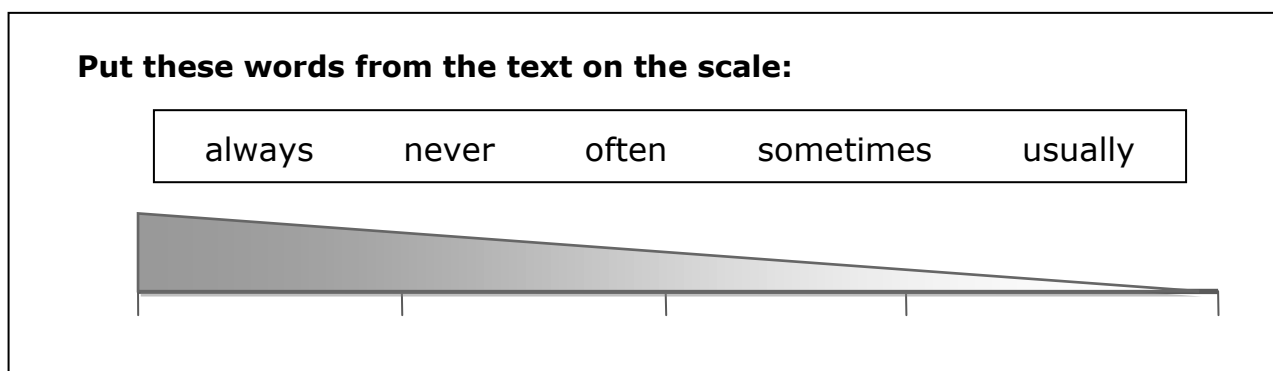 Put these words from the text on the scale:
always never often sometimes usually